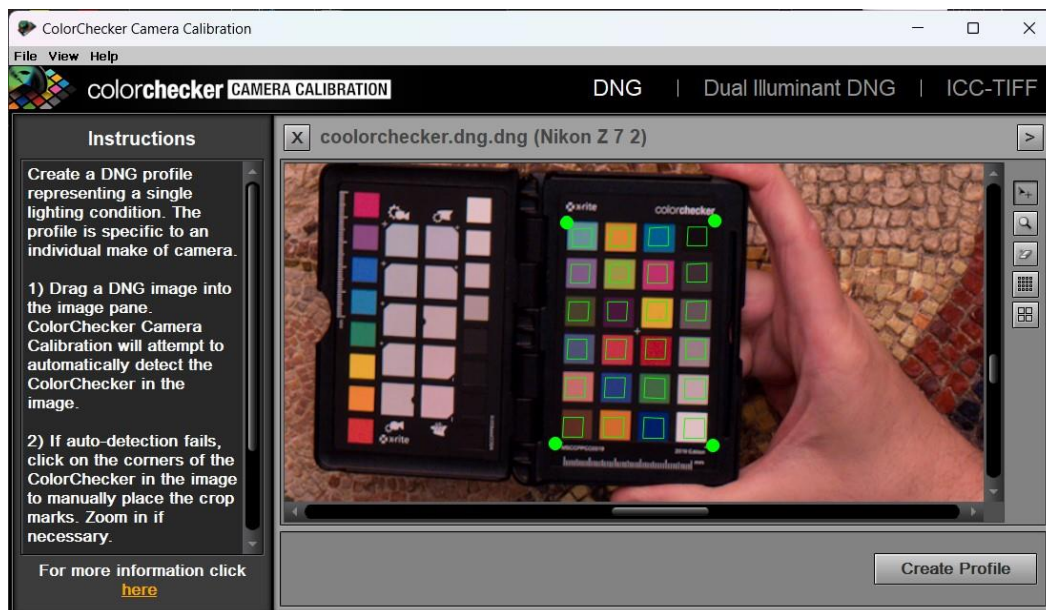 ColorChecker Camera Calibration
File View Help
colorchecker CAMERA CALIBRATION
DNG | Dual Illuminant DNG | ICC-TIFF
Instructions
Create a DNG profile
representing a single
lighting condition. The
profile is specific to an
individual make of camera.
1) Drag a DNG image into
the image pane.
ColorChecker Camera
Calibration will attempt to
automatically detect the
ColorChecker in the
image.
2) If auto-detection fails,
click on the corners of the
ColorChecker in the image
to manually place the crop
marks. Zoom in if
necessary.
For more information click
here
X coolorchecker.dng.dng (Nikon Z 7 2) >
x-rite
x-rite colorchecker
2019 Edition
mm
Create Profile